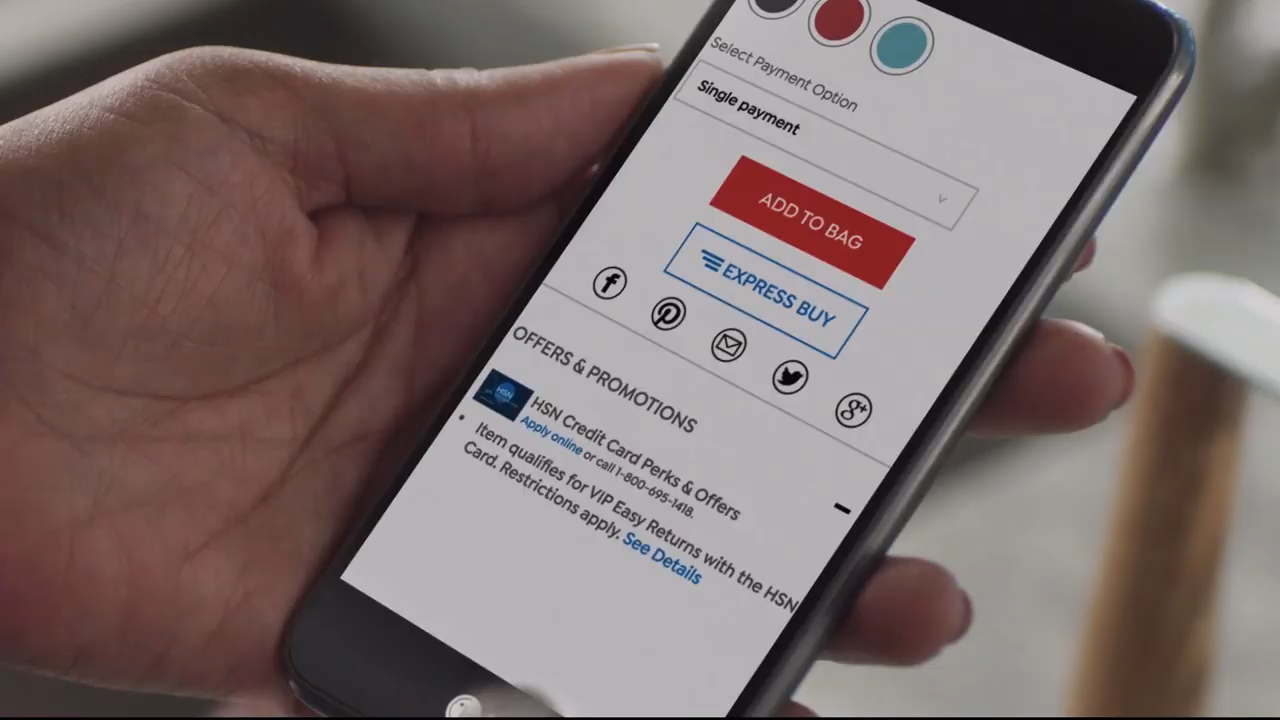 Select Payment Option
Single payment
ADD TO BAG
EXPRESS BUY
OFFERS & PROMOTIONS
HSN
HSN Credit Card Perks & Offers
Apply online or call 1-800-695-1418.
Item qualifies for VIP Easy Returns with the HSN
Card. Restrictions apply. See Details